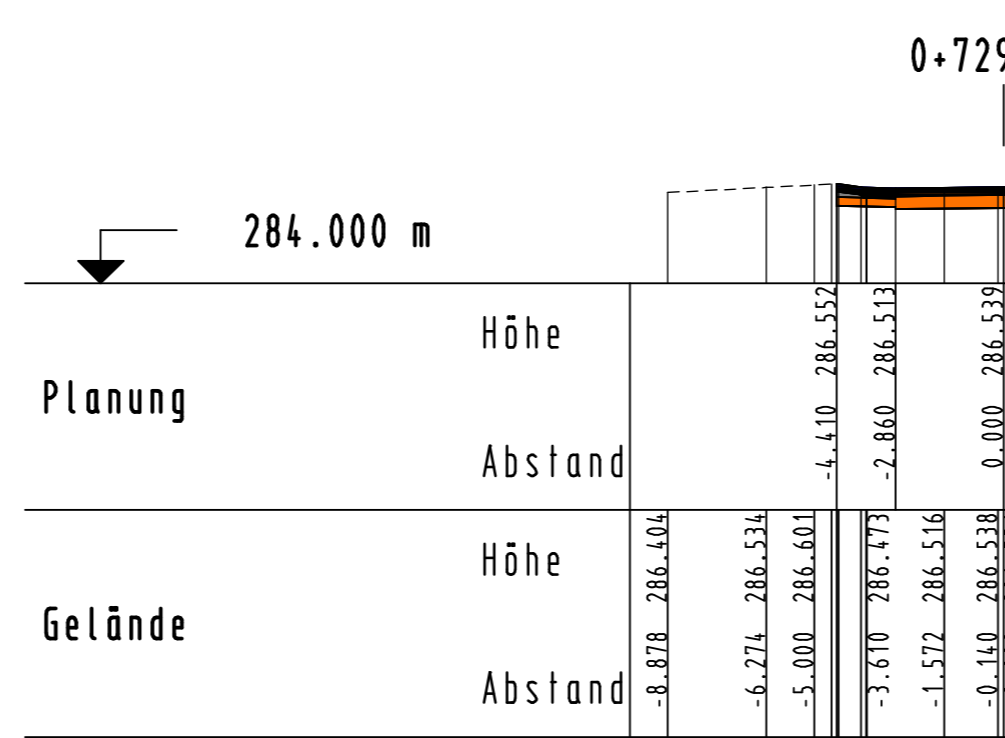 0+729
284.000 m
Höhe
286.552 286.513 286.539
Planung
Abstand
-4.410 -2.860 0.000
Höhe
286.404 286.534 286.601 286.473 286.516 286.538
Gelände
Abstand
-8.878 -6.274 -5.000 -3.610 -1.572 -0.140